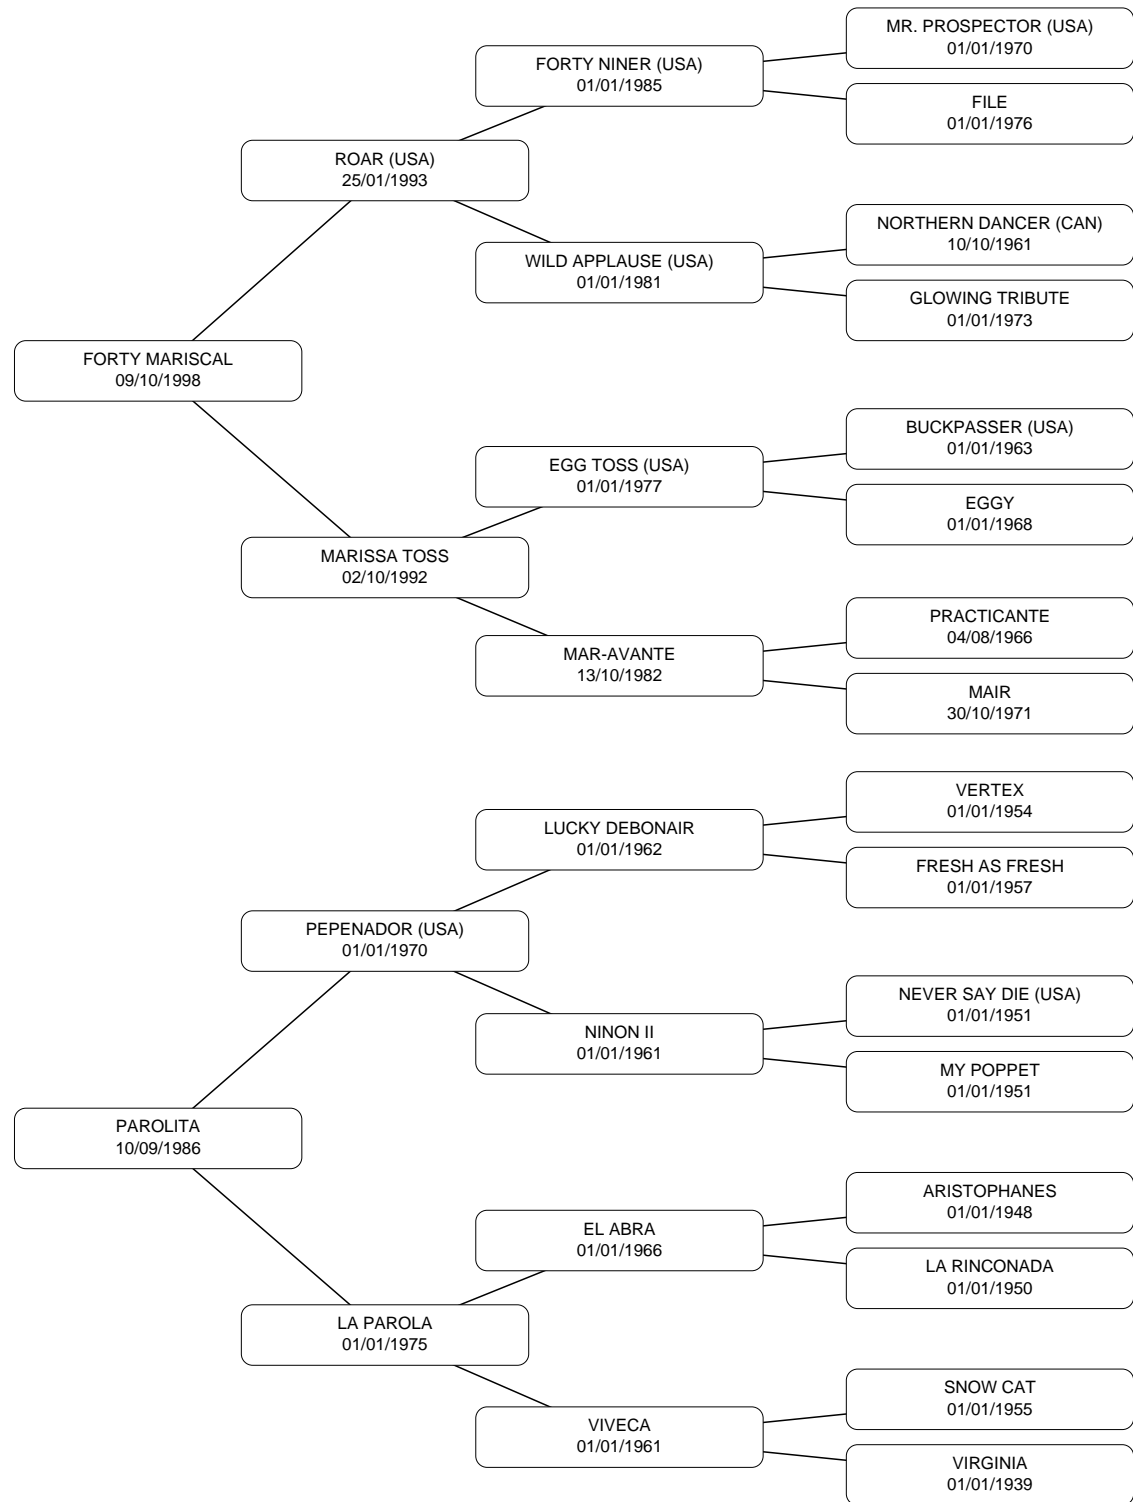 MR. PROSPECTOR (USA)
01/01/1970
FORTY NINER (USA)
01/01/1985
FILE
01/01/1976
ROAR (USA)
25/01/1993
NORTHERN DANCER (CAN)
10/10/1961
WILD APPLAUSE (USA)
01/01/1981
GLOWING TRIBUTE
01/01/1973
FORTY MARISCAL
09/10/1998
BUCKPASSER (USA)
01/01/1963
EGG TOSS (USA)
01/01/1977
EGGY
01/01/1968
MARISSA TOSS
02/10/1992
PRACTICANTE
04/08/1966
MAR-AVANTE
13/10/1982
MAIR
30/10/1971
VERTEX
01/01/1954
LUCKY DEBONAIR
01/01/1962
FRESH AS FRESH
01/01/1957
PEPENADOR (USA)
01/01/1970
NEVER SAY DIE (USA)
01/01/1951
NINON II
01/01/1961
MY POPPET
01/01/1951
PAROLITA
10/09/1986
ARISTOPHANES
01/01/1948
EL ABRA
01/01/1966
LA RINCONADA
01/01/1950
LA PAROLA
01/01/1975
SNOW CAT
01/01/1955
VIVECA
01/01/1961
VIRGINIA
01/01/1939